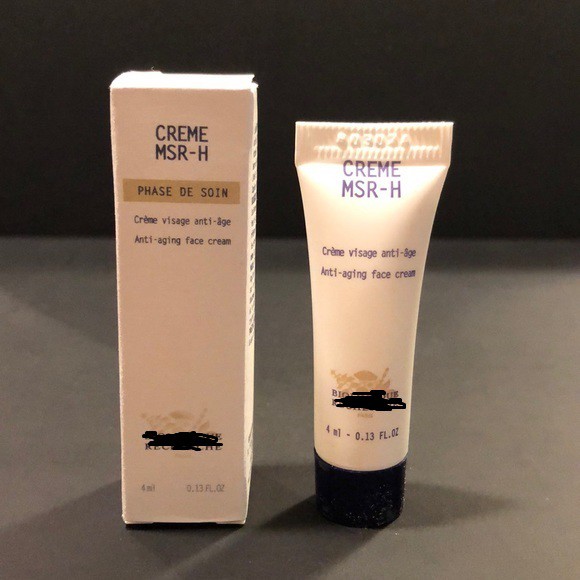 CREME
MSR-H
PHASE DE SOIN
Crème visage anti-âge
Anti-aging face cream
4 ml 0.13 FL.OZ
CREME
MSR-H
Crème visage anti-âge
Anti-aging face cream
4 ml - 0.13 FL.OZ